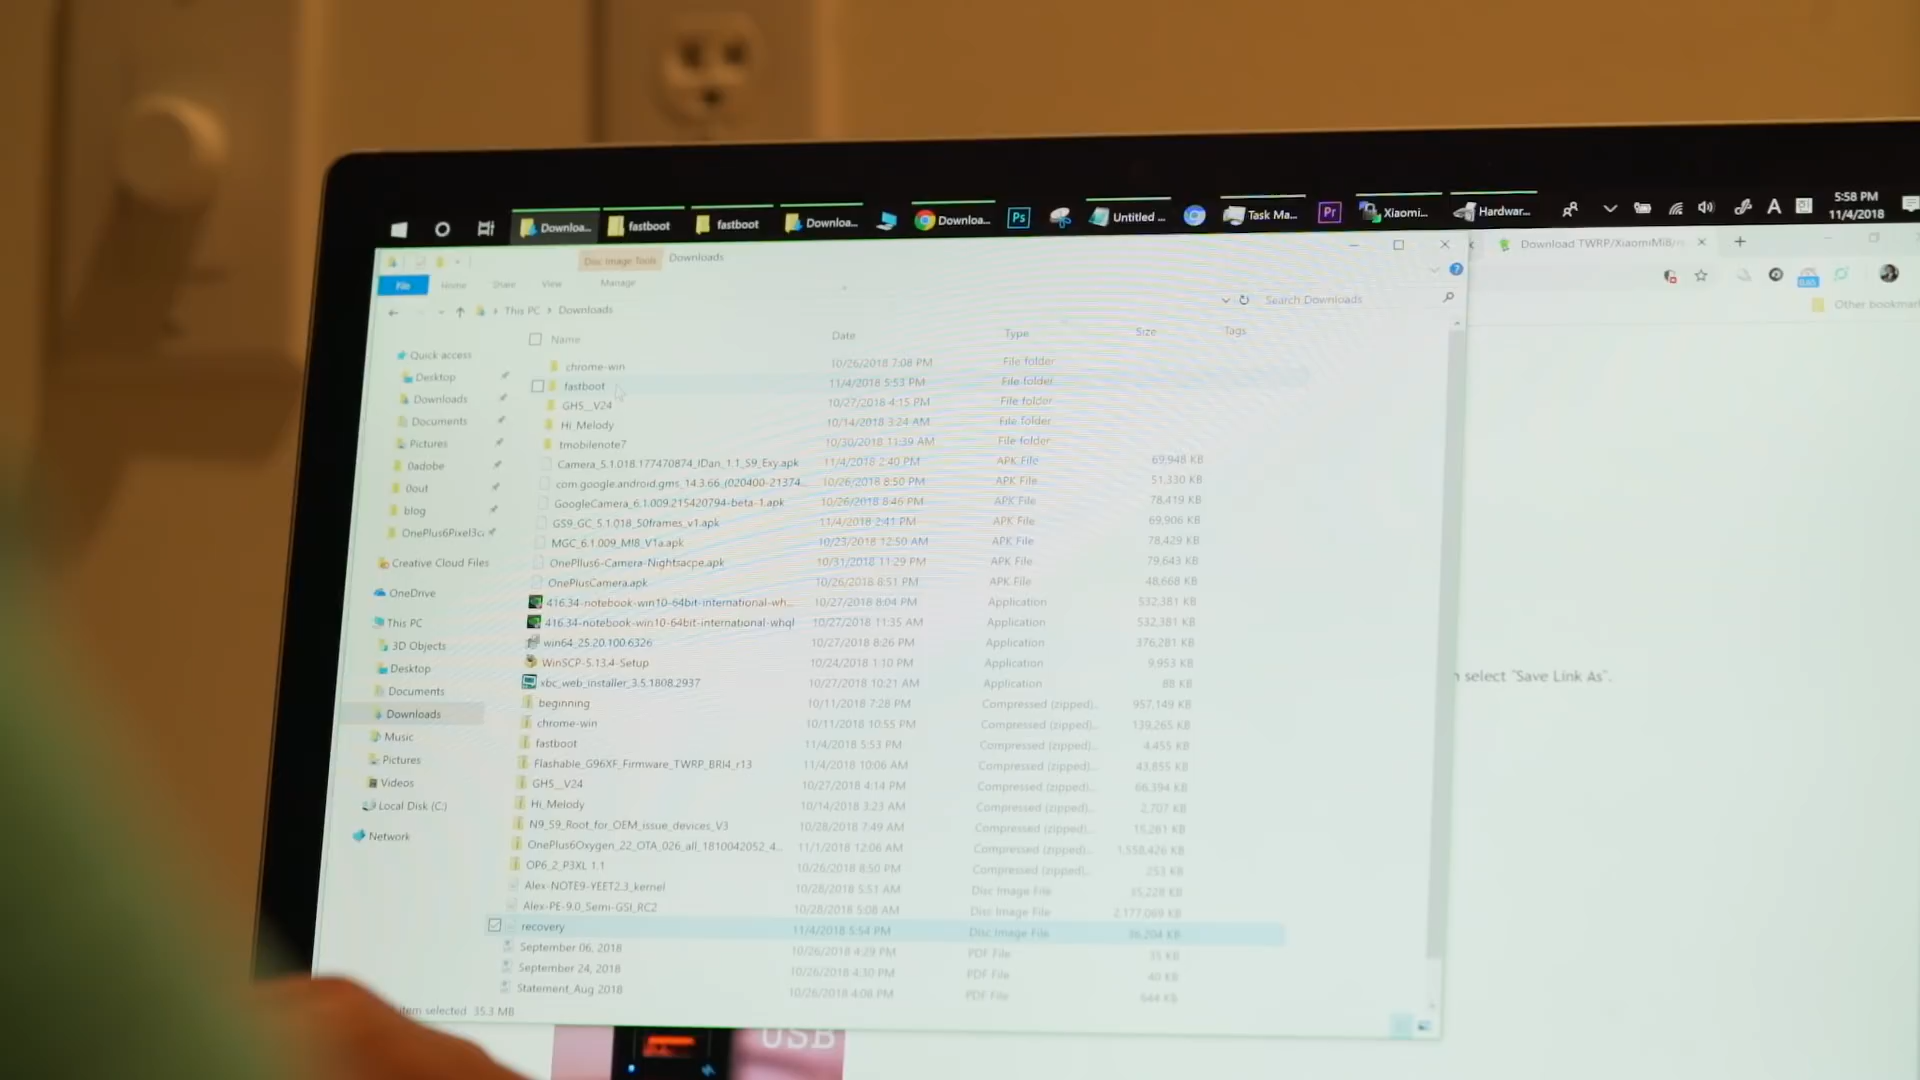 Downloa... fastboot fastboot Downloa... Downloa... Ps Untitled ... Task Ma... Pr Xiaomi... Hardwar... A 5:58 PM
11/4/2018
Disc Image Tools Downloads
Download TWRP/XiaomiMi8/
File Home Share View Manage
0.65
Other bookmar
This PC > Downloads Search Downloads
Name Date Type Size Tags
Quick access
Desktop
Downloads
Documents
Pictures
0adobe
0out
blog
OnePlus6Pixel3c
Creative Cloud Files
OneDrive
This PC
3D Objects
Desktop
Documents
Downloads
Music
Pictures
Videos
Local Disk (C:)
Network
chrome-win 10/26/2018 7:08 PM File folder
fastboot 11/4/2018 5:53 PM File folder
GH5__V24 10/27/2018 4:15 PM File folder
Hi_Melody 10/14/2018 3:24 AM File folder
tmobilenote7 10/30/2018 11:39 AM File folder
Camera_5.1.018.177470874_IDan_1.1_S9_Exy.apk 11/4/2018 2:40 PM APK File 69,948 KB
com.google.android.gms_14.3.66_(020400-21374... 10/26/2018 8:50 PM APK File 51,330 KB
GoogleCamera_6.1.009.215420794-beta-1.apk 10/26/2018 8:46 PM APK File 78,419 KB
GS9_GC_5.1.018_50frames_v1.apk 11/4/2018 2:41 PM APK File 69,906 KB
MGC_6.1.009_MI8_V1a.apk 10/23/2018 12:50 AM APK File 78,429 KB
OnePllus6-Camera-Nightsacpe.apk 10/31/2018 11:29 PM APK File 79,643 KB
OnePlusCamera.apk 10/26/2018 8:51 PM APK File 48,668 KB
416.34-notebook-win10-64bit-international-wh... 10/27/2018 8:04 PM Application 532,381 KB
416.34-notebook-win10-64bit-international-whql 10/27/2018 11:35 AM Application 532,381 KB
win64_25.20.100.6326 10/27/2018 8:26 PM Application 376,281 KB
WinSCP-5.13.4-Setup 10/24/2018 1:10 PM Application 9,953 KB
xbc_web_installer_3.5.1808.2937 10/27/2018 10:21 AM Application 88 KB
beginning 10/11/2018 7:28 PM Compressed (zipped)... 957,149 KB
chrome-win 10/11/2018 10:55 PM Compressed (zipped)... 139,265 KB
fastboot 11/4/2018 5:53 PM Compressed (zipped)... 4,455 KB
Flashable_G96XF_Firmware_TWRP_BRI4_r13 11/4/2018 10:06 AM Compressed (zipped)... 43,855 KB
GH5__V24 10/27/2018 4:14 PM Compressed (zipped)... 66,394 KB
Hi_Melody 10/14/2018 3:23 AM Compressed (zipped)... 2,707 KB
N9_S9_Root_for_OEM_issue_devices_V3 10/28/2018 7:49 AM Compressed (zipped)... 15,261 KB
OnePlus6Oxygen_22_OTA_026_all_1810042052_4... 11/1/2018 12:06 AM Compressed (zipped)... 1,558,426 KB
OP6_2_P3XL 1.1 10/26/2018 8:50 PM Compressed (zipped)... 253 KB
Alex-NOTE9-YEET2.3_kernel 10/28/2018 5:51 AM Disc Image File 35,228 KB
Alex-PE-9.0_Semi-GSI_RC2 10/28/2018 5:08 AM Disc Image File 2,177,069 KB
recovery 11/4/2018 5:54 PM Disc Image File 36,204 KB
September 06, 2018 10/26/2018 4:29 PM PDF File 35 KB
September 24, 2018 10/26/2018 4:30 PM PDF File 40 KB
Statement_Aug 2018 10/26/2018 4:08 PM PDF File 644 KB
item selected 35.3 MB
select "Save Link As".
USB